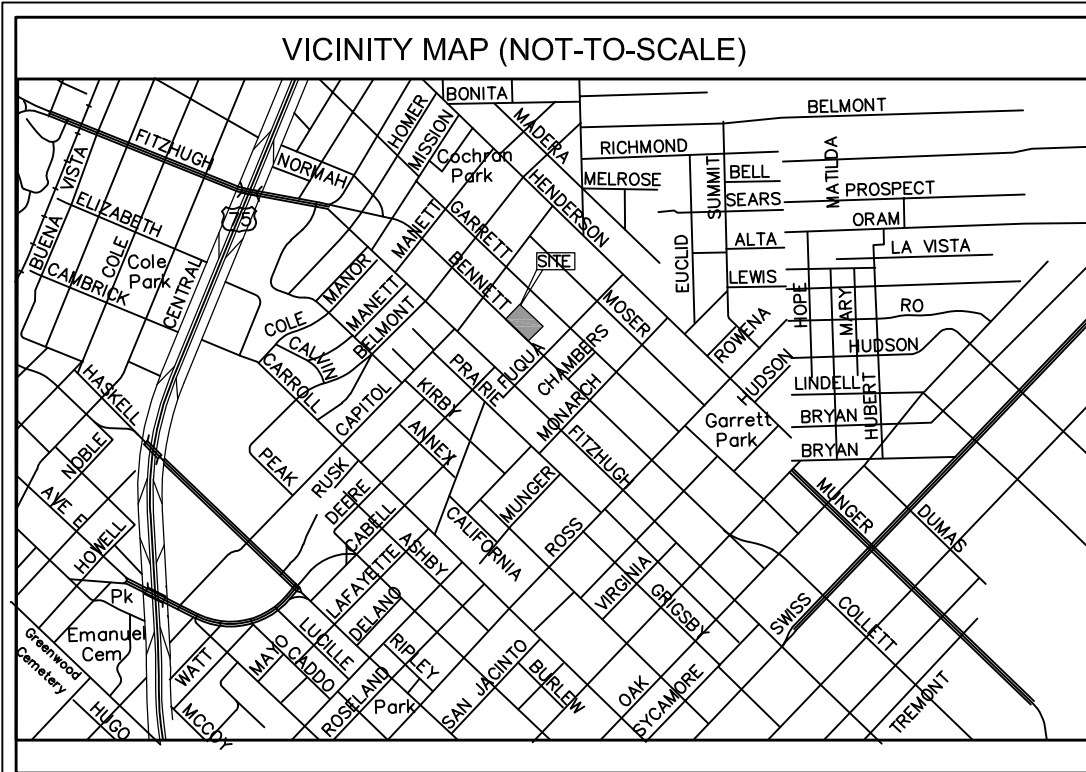 VICINITY MAP (NOT-TO-SCALE)
BONITA
BELMONT
MADERA
HOMER
MISSION
FITZHUGH
NORMAH
Cochran
Park
RICHMOND
SUMMIT
MATILDA
BUENA VISTA
HENDERSON
MELROSE
BELL
SEARS
PROSPECT
ELIZABETH
75
MANETT
GARRETT
ORAM
COLE
Cole
Park
CENTRAL
BENNETT
SITE
EUCLID
ALTA
LA VISTA
CAMBRICK
MANOR
MANETT
LEWIS
HOPE
MARY
RO
COLE
CALVIN
BELMONT
MOSER
ROWENA
HUDSON
CARROLL
PRAIRIE
FUQUA
CHAMBERS
HUDSON
HASKELL
CAPITOL
KIRBY
MONARCH
LINDELL
HUBERT
Garrett
Park
BRYAN
BRYAN
NOBLE
PEAK
RUSK
ANNEX
FITZHUGH
AVE E
DEERE
MUNGER
MUNGER
DUMAS
HOWELL
CABELL
ASHBY
CALIFORNIA
ROSS
LAFAYETTE
VIRGINIA
GRIGSBY
Pk
DELANO
SWISS
COLLETT
Emanuel
Cem
Greenwood
Cemetery
WATT
MAYO
LUCILLE
CADDO
RIPLEY
SAN JACINTO
BURLEW
OAK
SYCAMORE
TREMONT
HUGO
MCCOY
ROSELAND
Park